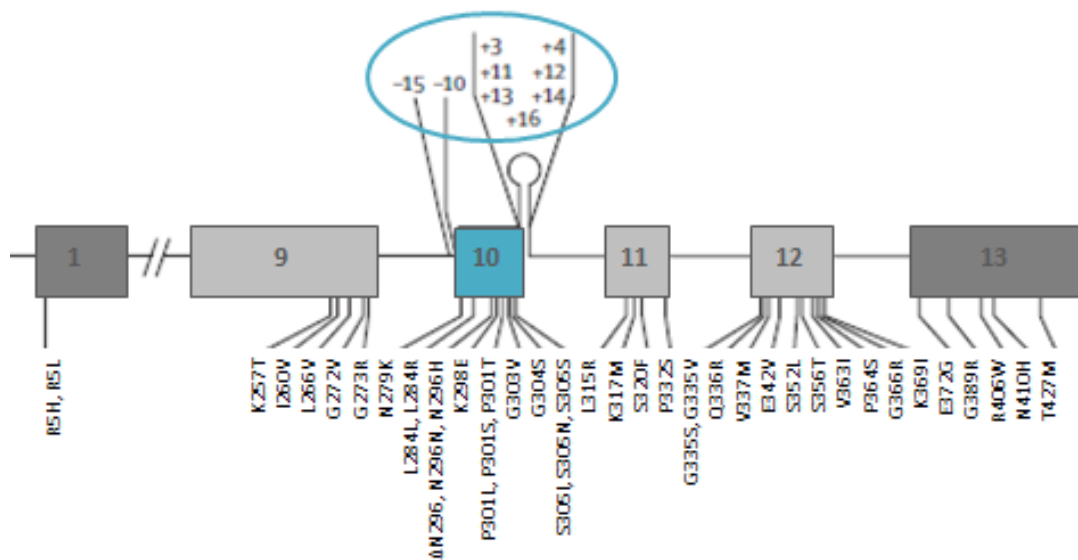 +3 +4
+11 +12
−15 −10
+13 +14
+16
1 9 10 11 12 13
R5H, R5L
K257T
I260V
L266V
G272V
G273R
N279K
L284L, L284R
ΔN296, N296N, N296H
K298E
P301L, P301S, P301T
G303V
G304S
S305I, S305N, S305S
L315R
K317M
S320F
P332S
G335S, G335V
Q336R
V337M
E342V
S352L
S356T
V363I
P364S
G366R
K369I
E372G
G389R
R406W
N410H
T427M